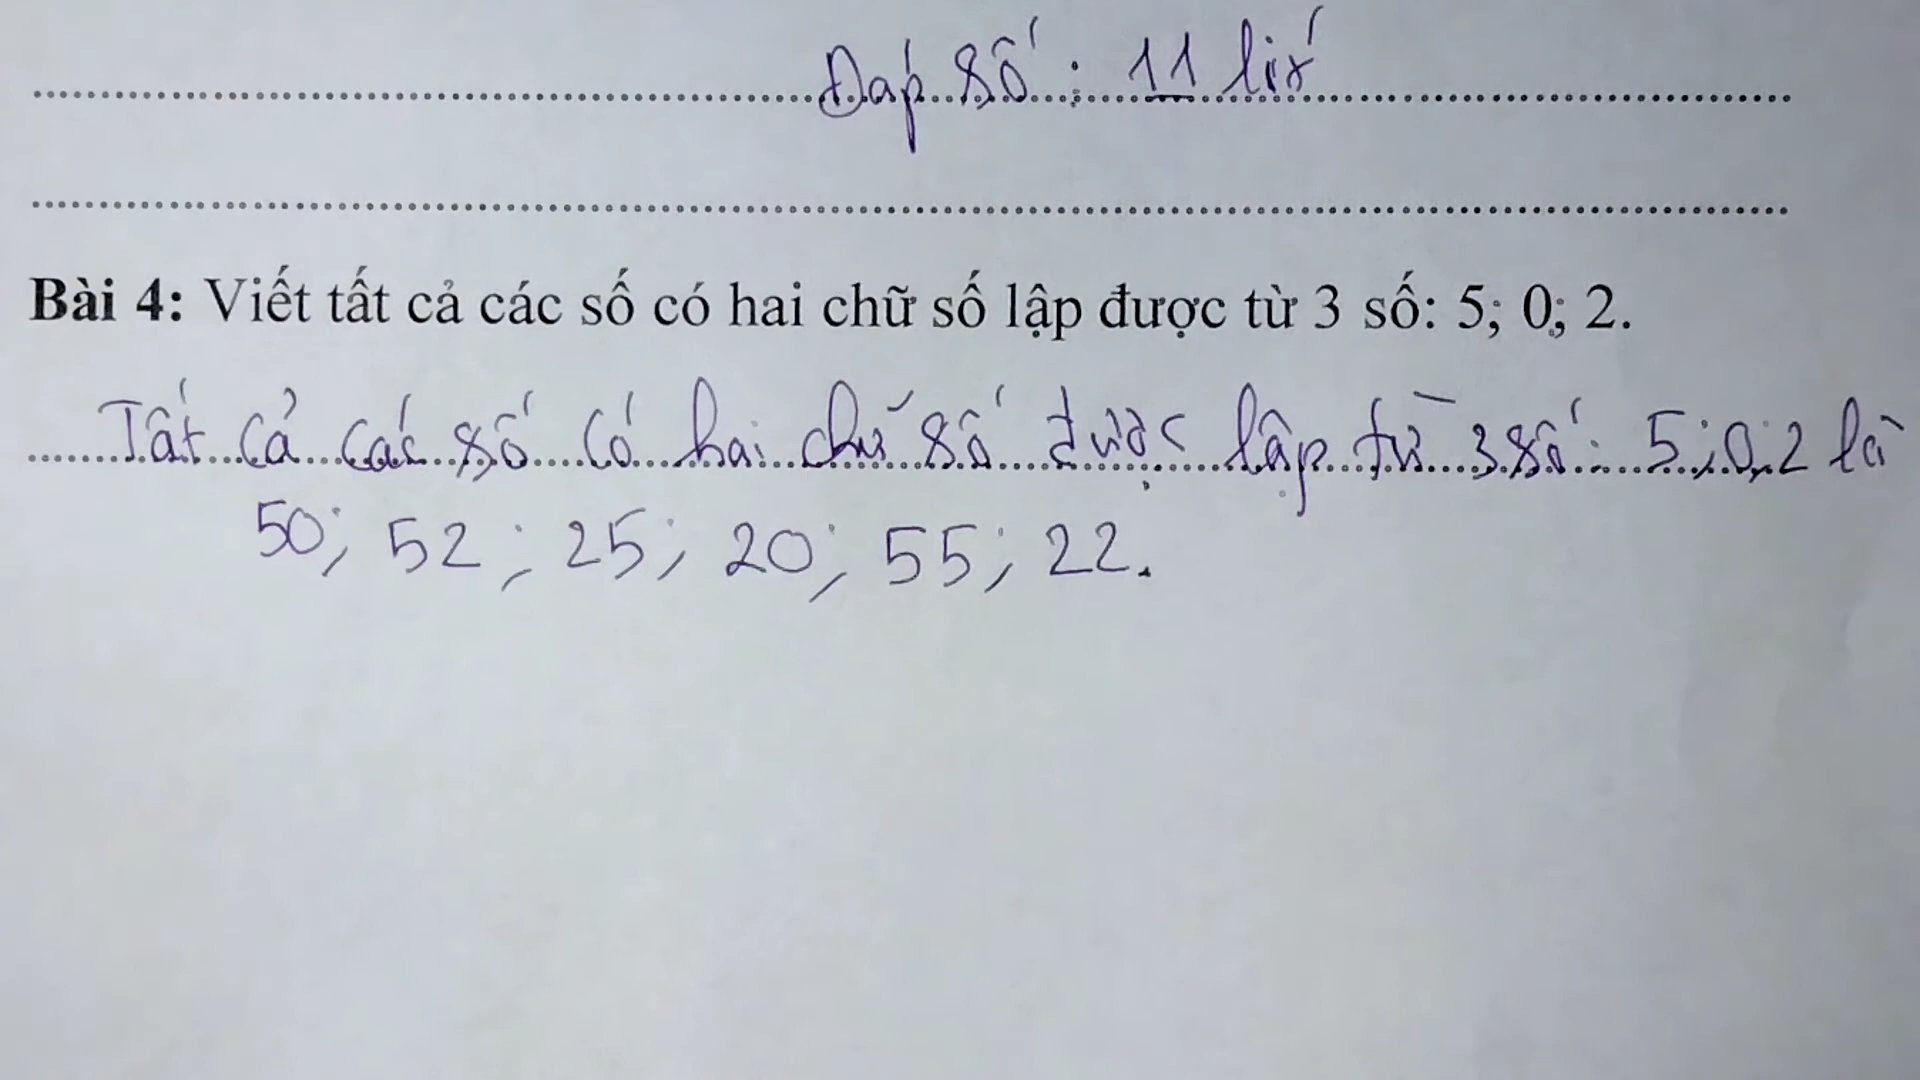 Đáp số : 11 lít
Bài 4: Viết tất cả các số có hai chữ số lập được từ 3 số: 5; 0; 2.
Tất cả các số có hai chữ số được lập từ 3 số: 5;0;2 là
50; 52; 25; 20; 55; 22.